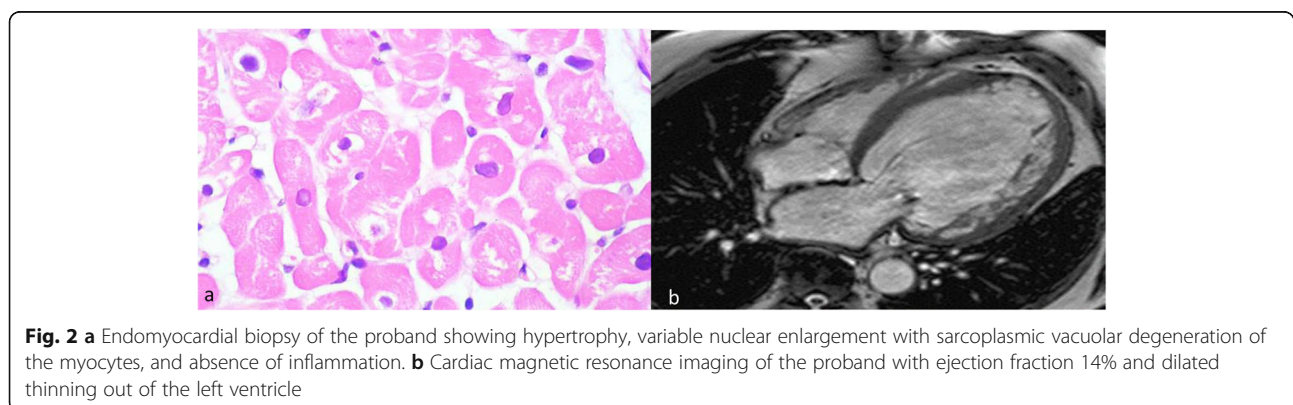 a
b
Fig. 2 a Endomyocardial biopsy of the proband showing hypertrophy, variable nuclear enlargement with sarcoplasmic vacuolar degeneration of
the myocytes, and absence of inflammation. b Cardiac magnetic resonance imaging of the proband with ejection fraction 14% and dilated
thinning out of the left ventricle